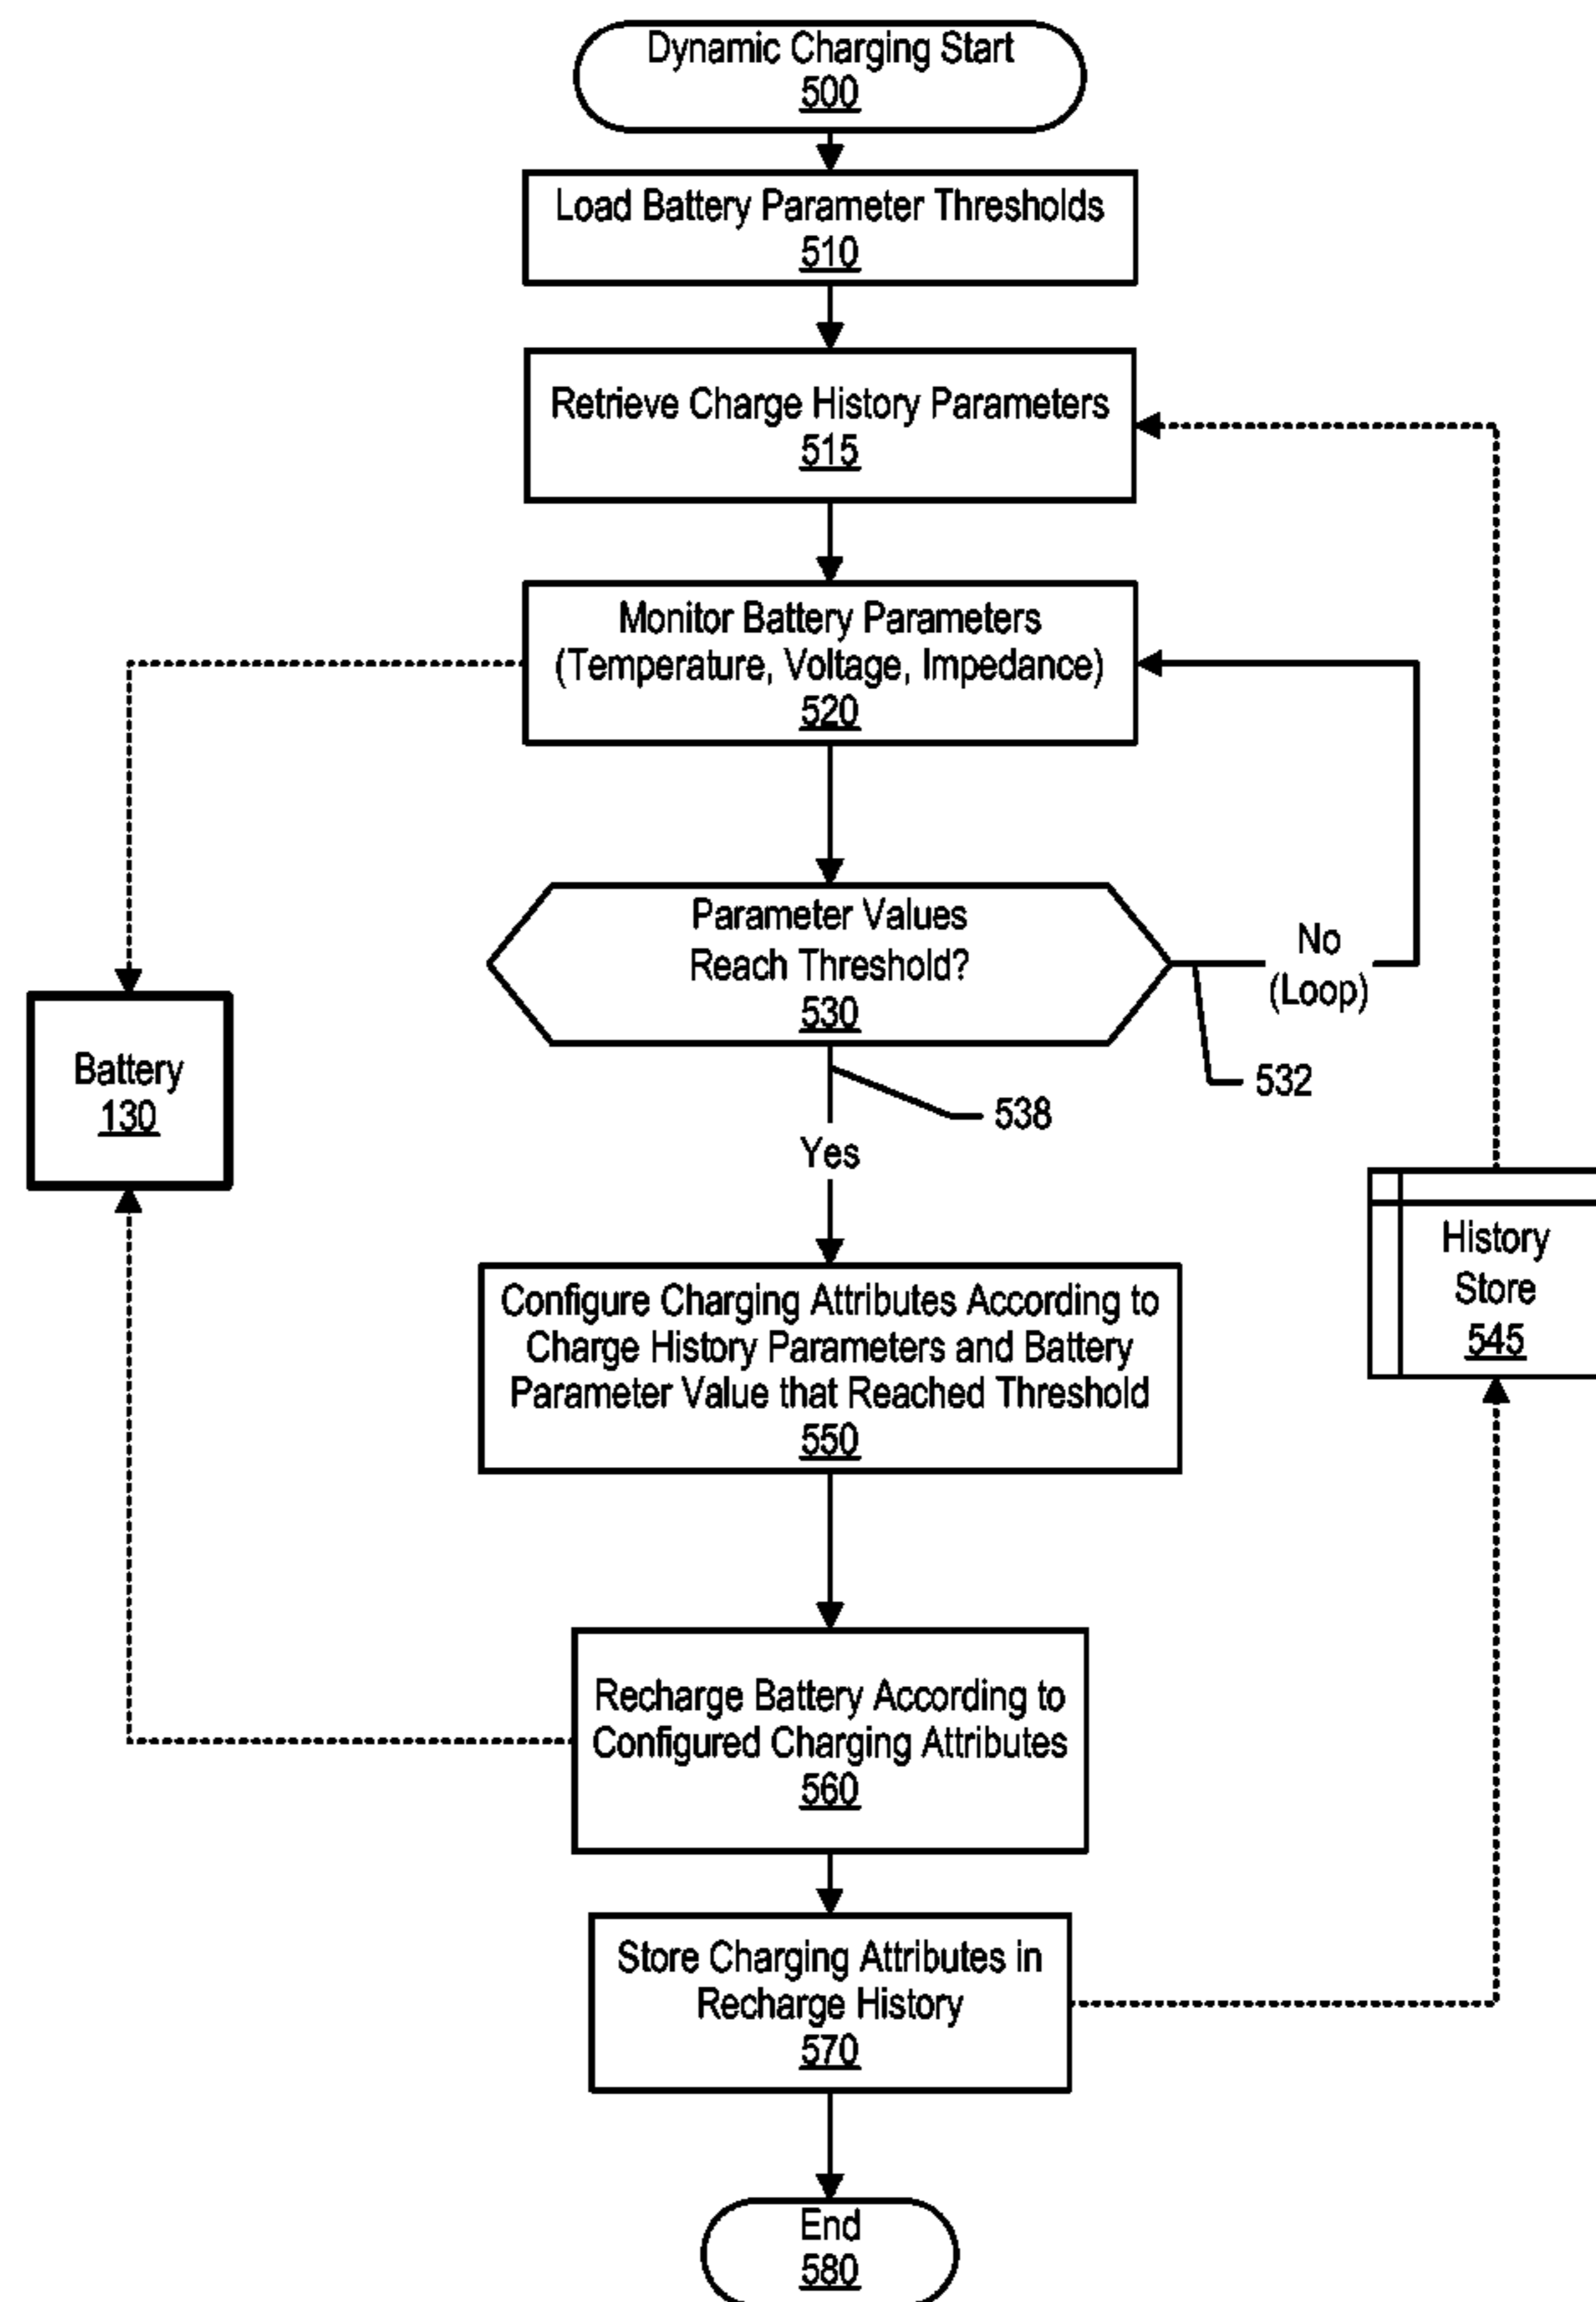 Dynamic Charging Start
500
Load Battery Parameter Thresholds
510
Retrieve Charge History Parameters
515
Monitor Battery Parameters
(Temperature, Voltage, Impedance)
520
Parameter Values
Reach Threshold?
530
No
(Loop)
532
538
Yes
Battery
130
History
Store
545
Configure Charging Attributes According to
Charge History Parameters and Battery
Parameter Value that Reached Threshold
550
Recharge Battery According to
Configured Charging Attributes
560
Store Charging Attributes in
Recharge History
570
End
580